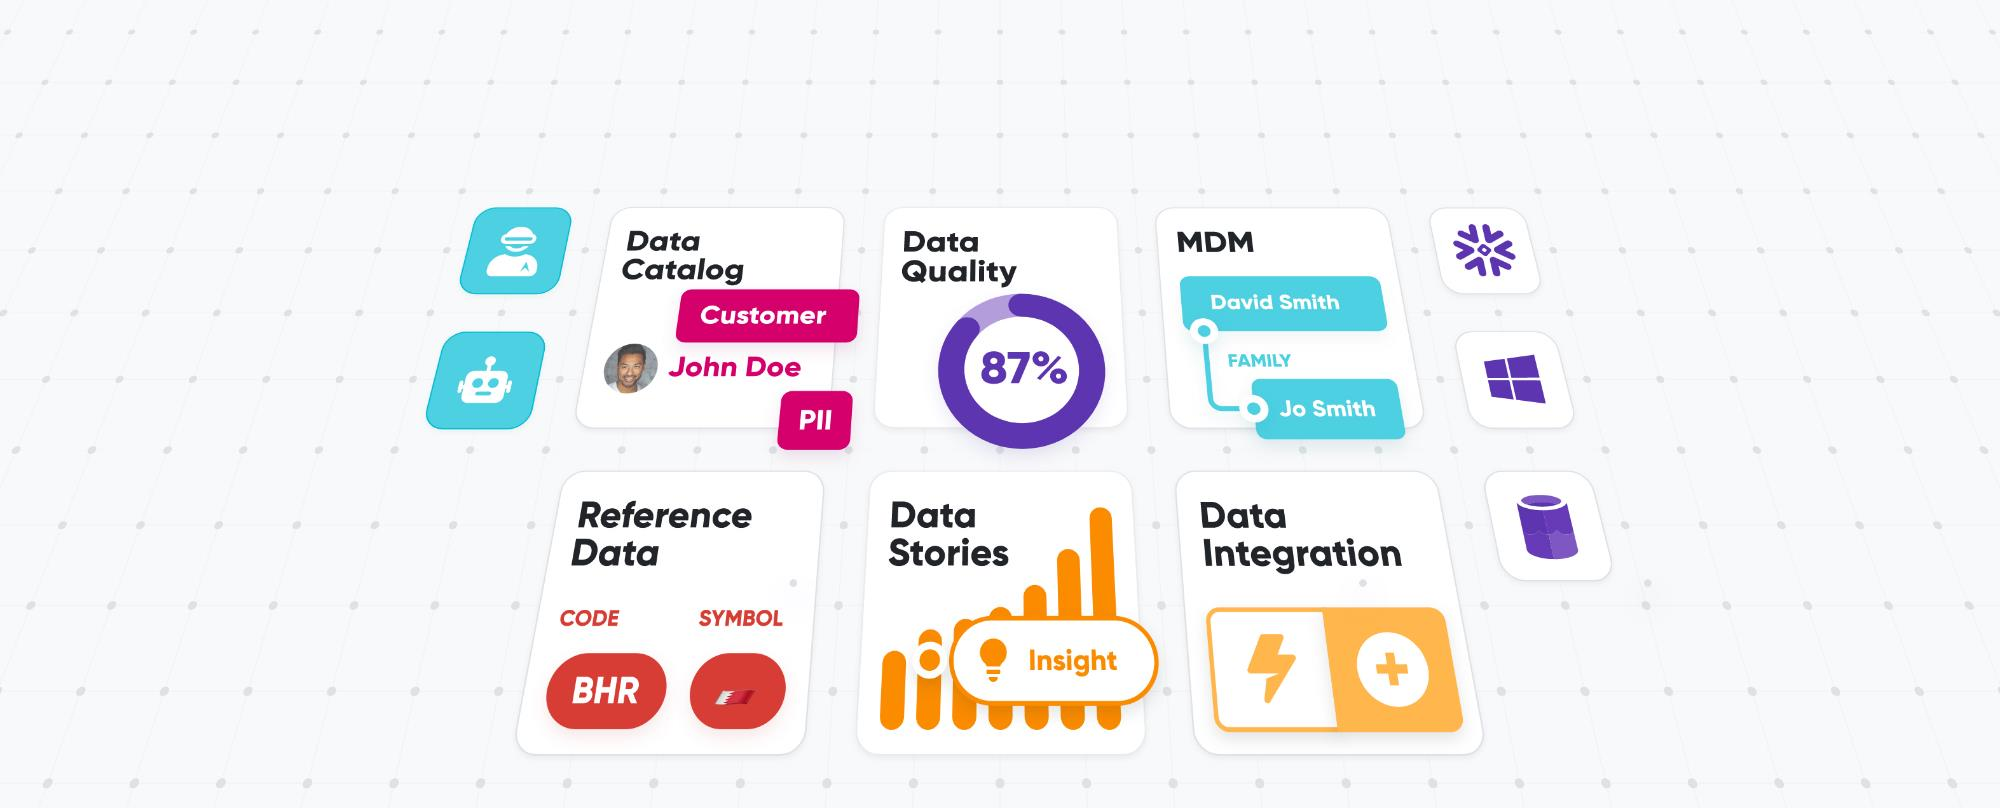 Data
Catalog
Customer
John Doe
PII
Data
Quality
87%
MDM
David Smith
FAMILY
Jo Smith
Reference
Data
CODE
SYMBOL
BHR
Data
Stories
Insight
Data
Integration